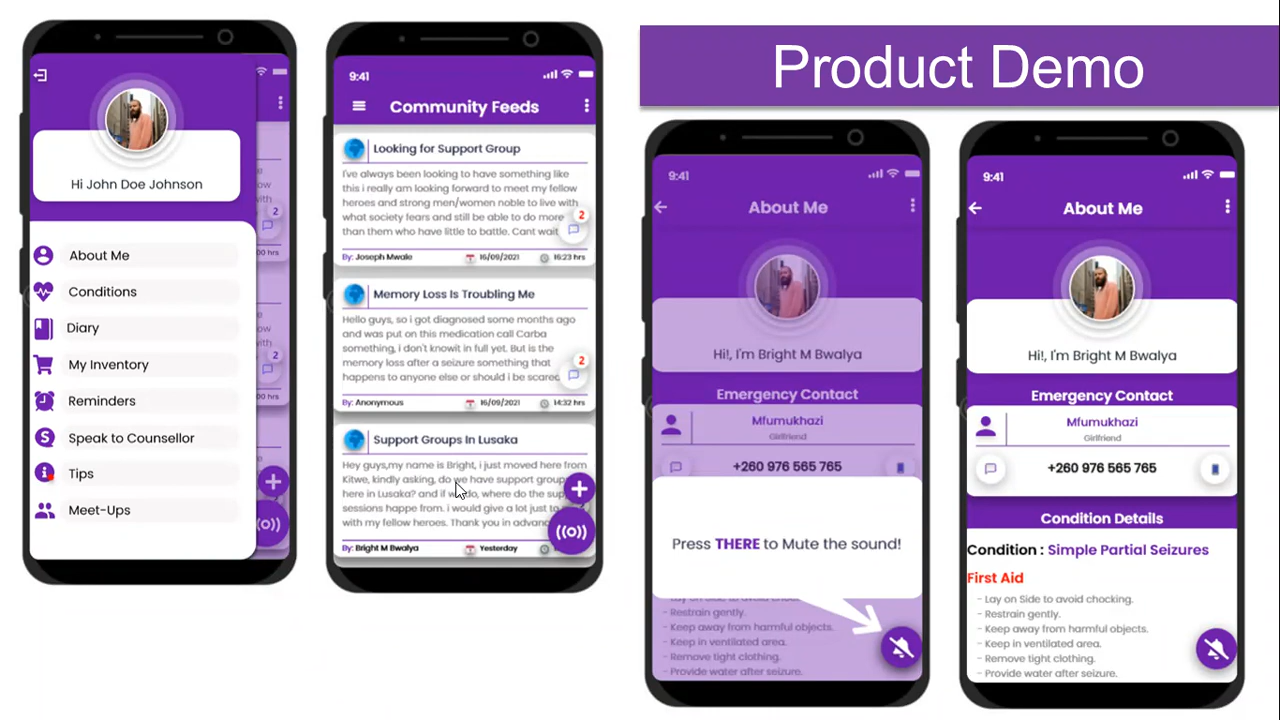 Product Demo
Hi John Doe Johnson
About Me
Conditions
Diary
My Inventory
Reminders
Speak to Counsellor
Tips
Meet-Ups
2
00 hrs
2
00 hrs
9:41
Community Feeds
Looking for Support Group
I've always been looking to have something like
this i really am looking forward to meet my fellow
heroes and strong men/women noble to live with
what society fears and still be able to do more
than them who have little to battle. Cant wait
2
By: Joseph Mwale 16/09/2021 16:23 hrs
Memory Loss Is Troubling Me
Hello guys, so i got diagnosed some months ago
and was put on this medication call Carba
something, i don't knowit in full yet. But is the
memory loss after a seizure something that
happens to anyone else or should i be scared
2
By: Anonymous 16/09/2021 14:32 hrs
Support Groups In Lusaka
Hey guys,my name is Bright, i just moved here from
Kitwe, kindly asking, do we have support group
here in Lusaka? and if we do, where do the sup
sessions happe from. i would give a lot just to
with my fellow heroes. Thank you in advanc
By: Bright M Bwalya Yesterday
9:41
About Me
Hi!, I'm Bright M Bwalya
Emergency Contact
Mfumukhazi
Girlfriend
+260 976 565 765
Press THERE to Mute the sound!
- Lay on Side to avoid chocking.
- Restrain gently.
- Keep away from harmful objects.
- Keep in ventilated area.
- Remove tight clothing.
- Provide water after seizure.
9:41
About Me
Hi!, I'm Bright M Bwalya
Emergency Contact
Mfumukhazi
Girlfriend
+260 976 565 765
Condition Details
Condition : Simple Partial Seizures
First Aid
- Lay on Side to avoid chocking.
- Restrain gently.
- Keep away from harmful objects.
- Keep in ventilated area.
- Remove tight clothing.
- Provide water after seizure.